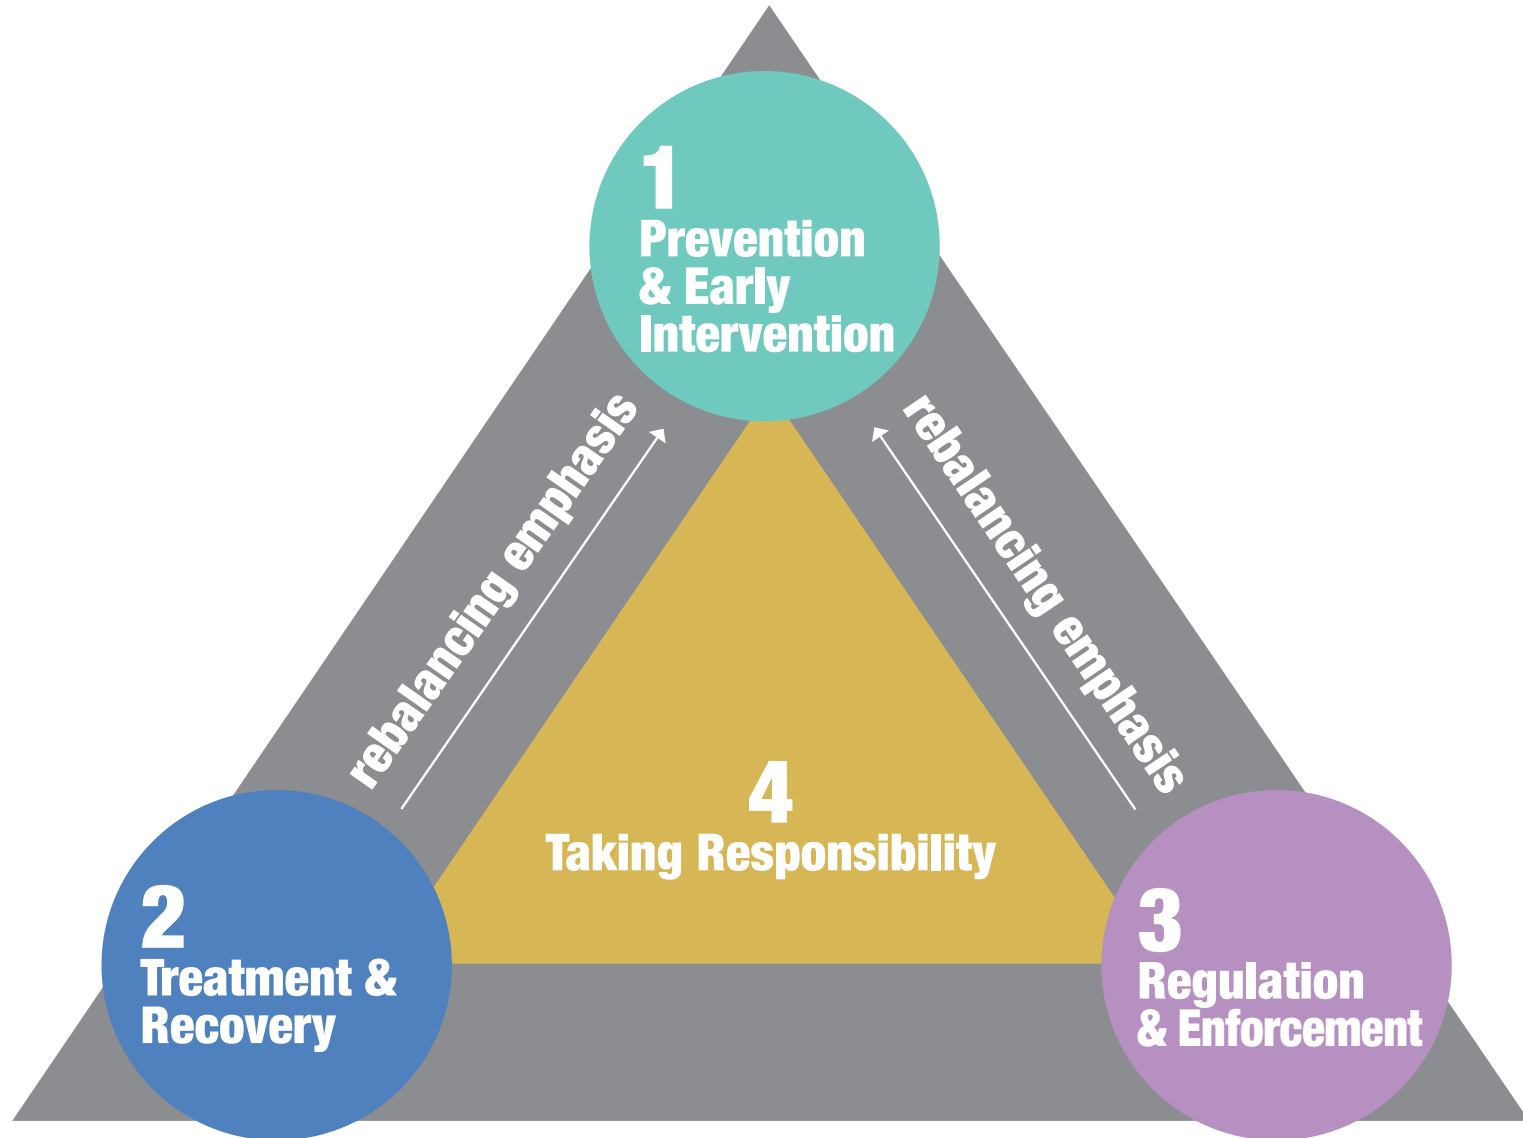 1
Prevention
& Early
Intervention
rebalancing emphasis
rebalancing emphasis
4
Taking Responsibility
2
Treatment &
Recovery
3
Regulation
& Enforcement